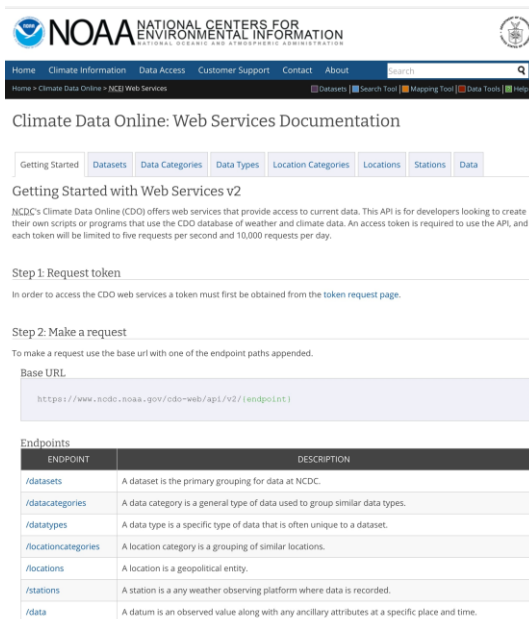 NOAA NATIONAL CENTERS FOR
ENVIRONMENTAL INFORMATION
NATIONAL OCEANIC AND ATMOSPHERIC ADMINISTRATION
Home Climate Information Data Access Customer Support Contact About Search
Home > Climate Data Online > NCEI Web Services Datasets | Search Tool | Mapping Tool | Data Tools | Help
Climate Data Online: Web Services Documentation
Getting Started Datasets Data Categories Data Types Location Categories Locations Stations Data
Getting Started with Web Services v2
NCDC's Climate Data Online (CDO) offers web services that provide access to current data. This API is for developers looking to create
their own scripts or programs that use the CDO database of weather and climate data. An access token is required to use the API, and
each token will be limited to five requests per second and 10,000 requests per day.
Step 1: Request token
In order to access the CDO web services a token must first be obtained from the token request page.
Step 2: Make a request
To make a request use the base url with one of the endpoint paths appended.
Base URL
https://www.ncdc.noaa.gov/cdo-web/api/v2/{endpoint}
Endpoints
ENDPOINT DESCRIPTION
/datasets A dataset is the primary grouping for data at NCDC.
/datacategories A data category is a general type of data used to group similar data types.
/datatypes A data type is a specific type of data that is often unique to a dataset.
/locationcategories A location category is a grouping of similar locations.
/locations A location is a geopolitical entity.
/stations A station is a any weather observing platform where data is recorded.
/data A datum is an observed value along with any ancillary attributes at a specific place and time.